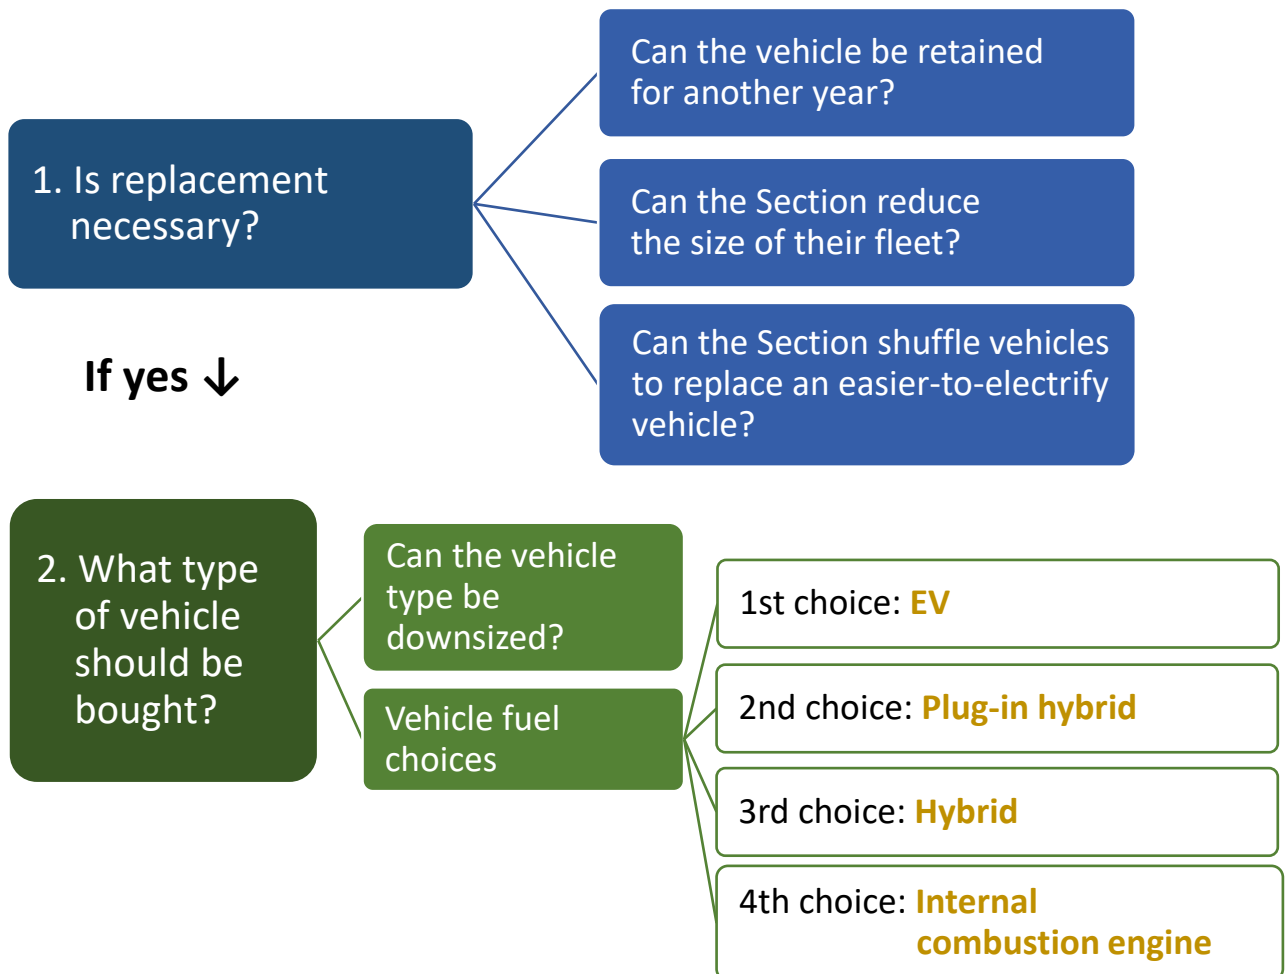 1. Is replacement
necessary?
Can the vehicle be retained
for another year?
Can the Section reduce
the size of their fleet?
Can the Section shuffle vehicles
to replace an easier-to-electrify
vehicle?
If yes ↓
2. What type
of vehicle
should be
bought?
Can the vehicle
type be
downsized?
Vehicle fuel
choices
1st choice: EV
2nd choice: Plug-in hybrid
3rd choice: Hybrid
4th choice: Internal
combustion engine